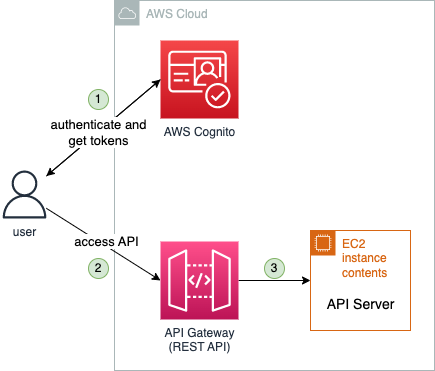 AWS Cloud
1
authenticate and
get tokens
AWS Cognito
user
access API
2
3
EC2
instance
contents
API Server
API Gateway
(REST API)